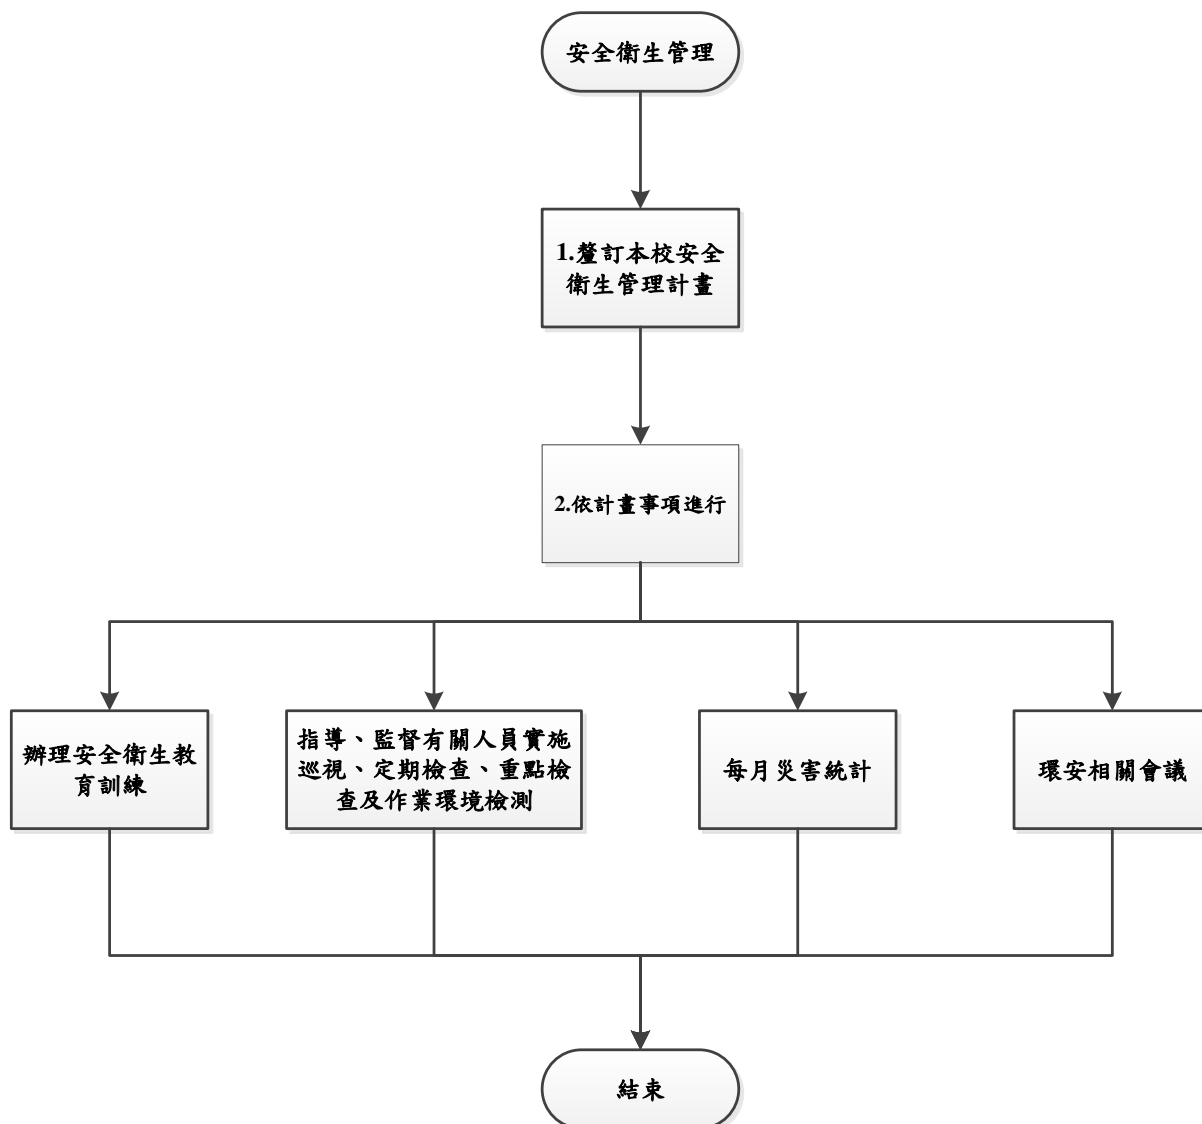 安全衛生管理
1.釐訂本校安全
衛生管理計畫
2.依計畫事項進行
辦理安全衛生教
育訓練
指導、監督有關人員實施
巡視、定期檢查、重點檢
查及作業環境檢測
每月災害統計
環安相關會議
結束